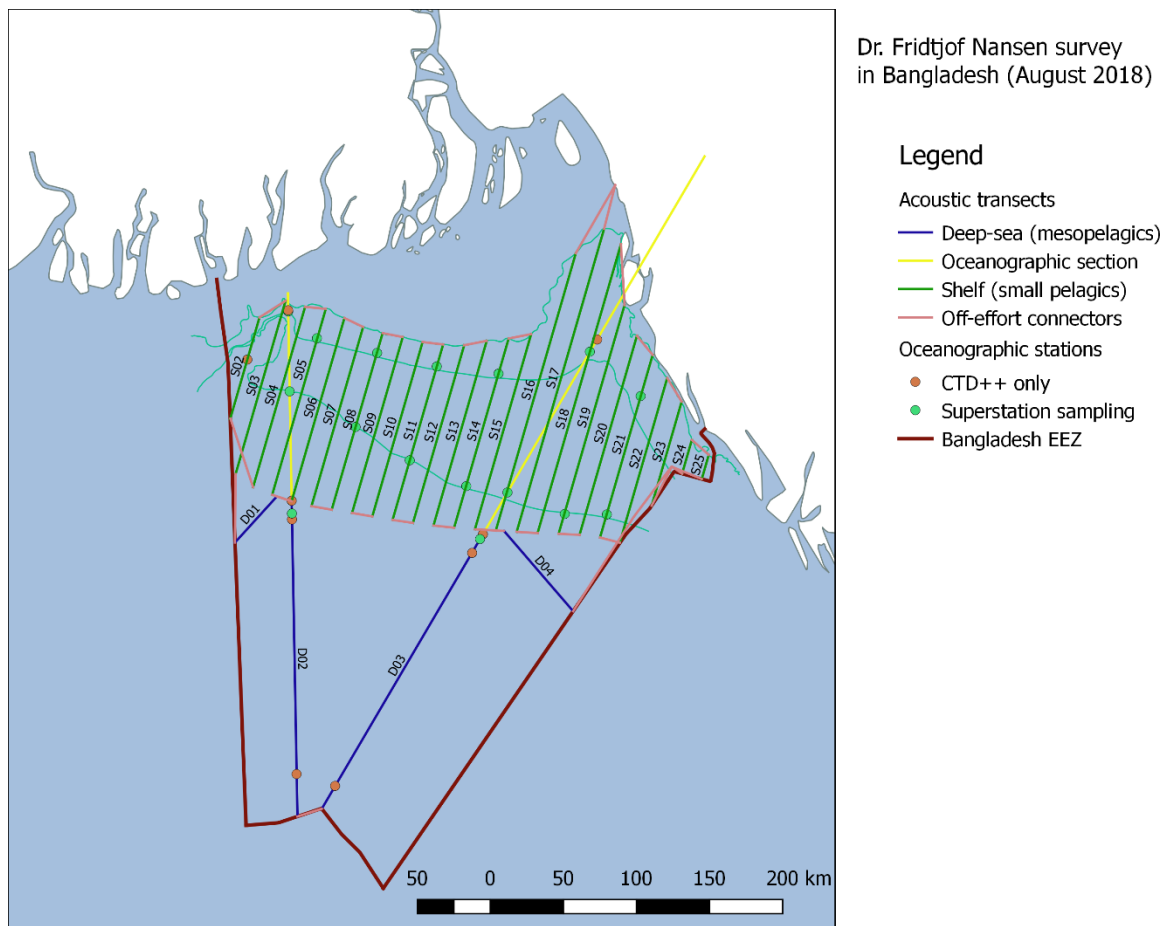 Dr. Fridtjof Nansen survey
in Bangladesh (August 2018)
Legend
Acoustic transects
Deep-sea (mesopelagics)
Oceanographic section
Shelf (small pelagics)
Off-effort connectors
Oceanographic stations
CTD++ only
Superstation sampling
Bangladesh EEZ
S02
S03
S04
S05
S06
S07
S08
S09
S10
S11
S12
S13
S14
S15
S16
S17
S18
S19
S20
S21
S22
S23
S24
S25
D01
D02
D03
D04
50 0 50 100 150 200 km